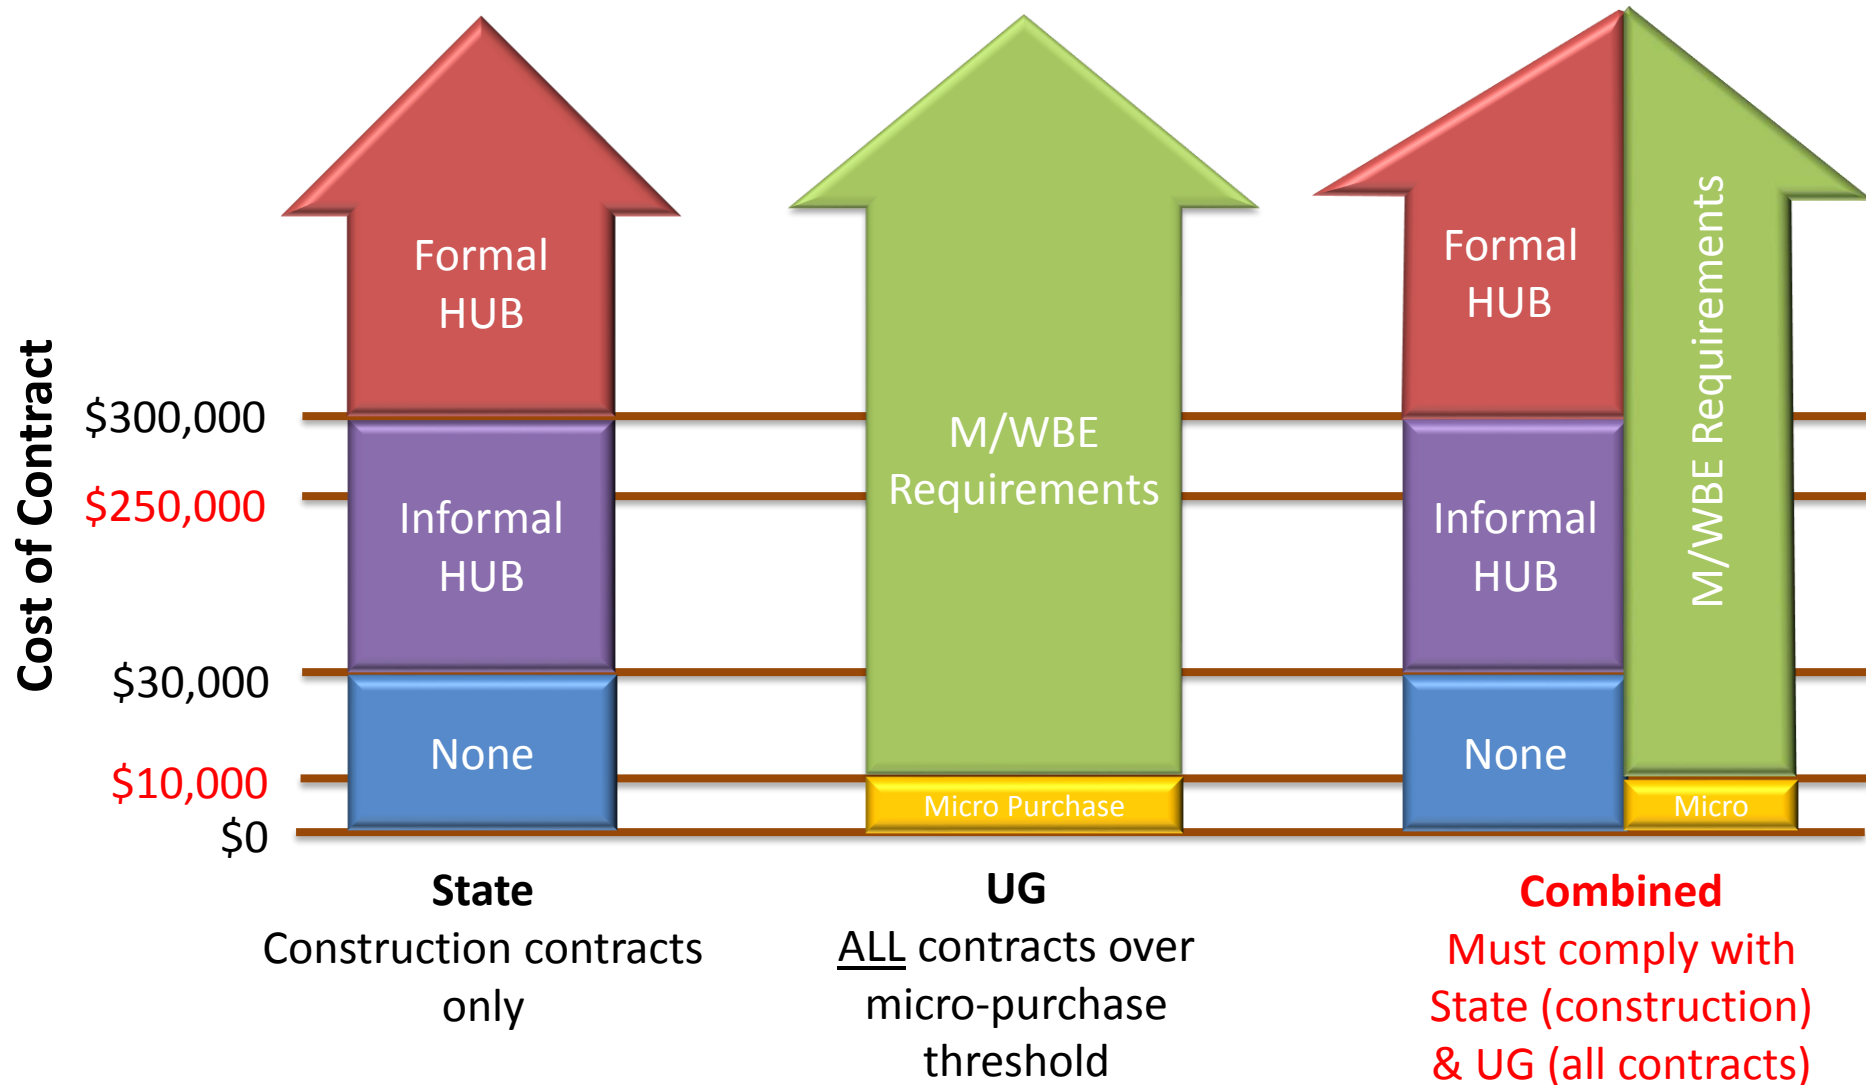 Cost of Contract
$300,000
$250,000
$30,000
$10,000
$0
Formal
HUB
Informal
HUB
None
M/WBE
Requirements
Micro Purchase
Formal
HUB
Informal
HUB
None
M/WBE Requirements
Micro
State
Construction contracts
only
UG
ALL contracts over
micro-purchase
threshold
Combined
Must comply with
State (construction)
& UG (all contracts)